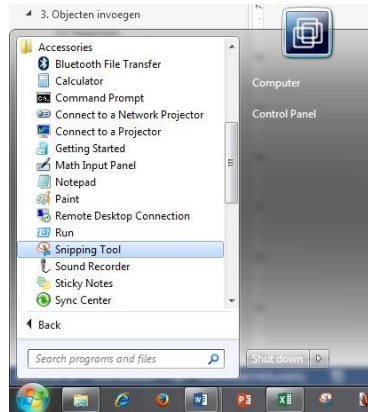 3. Objecten invoegen
Accessories
Bluetooth File Transfer
Calculator
Command Prompt
Connect to a Network Projector
Connect to a Projector
Getting Started
Math Input Panel
Notepad
Paint
Remote Desktop Connection
Run
Snipping Tool
Sound Recorder
Sticky Notes
Sync Center
Back
Search programs and files
Computer
Control Panel
Shut down